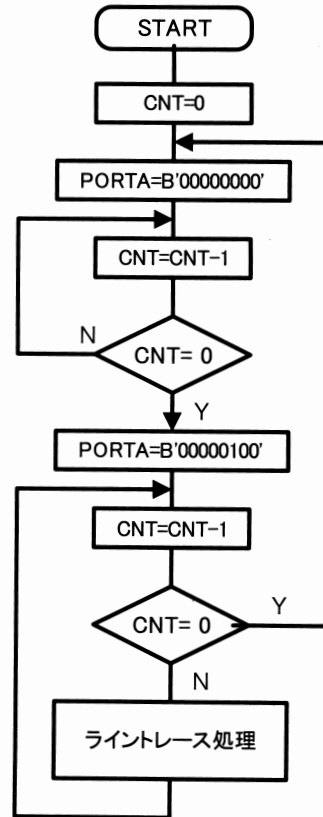 START
CNT=0
PORTA=B'00000000'
CNT=CNT-1
N
CNT= 0
Y
PORTA=B'00000100'
CNT=CNT-1
CNT= 0
Y
N
ライントレース処理